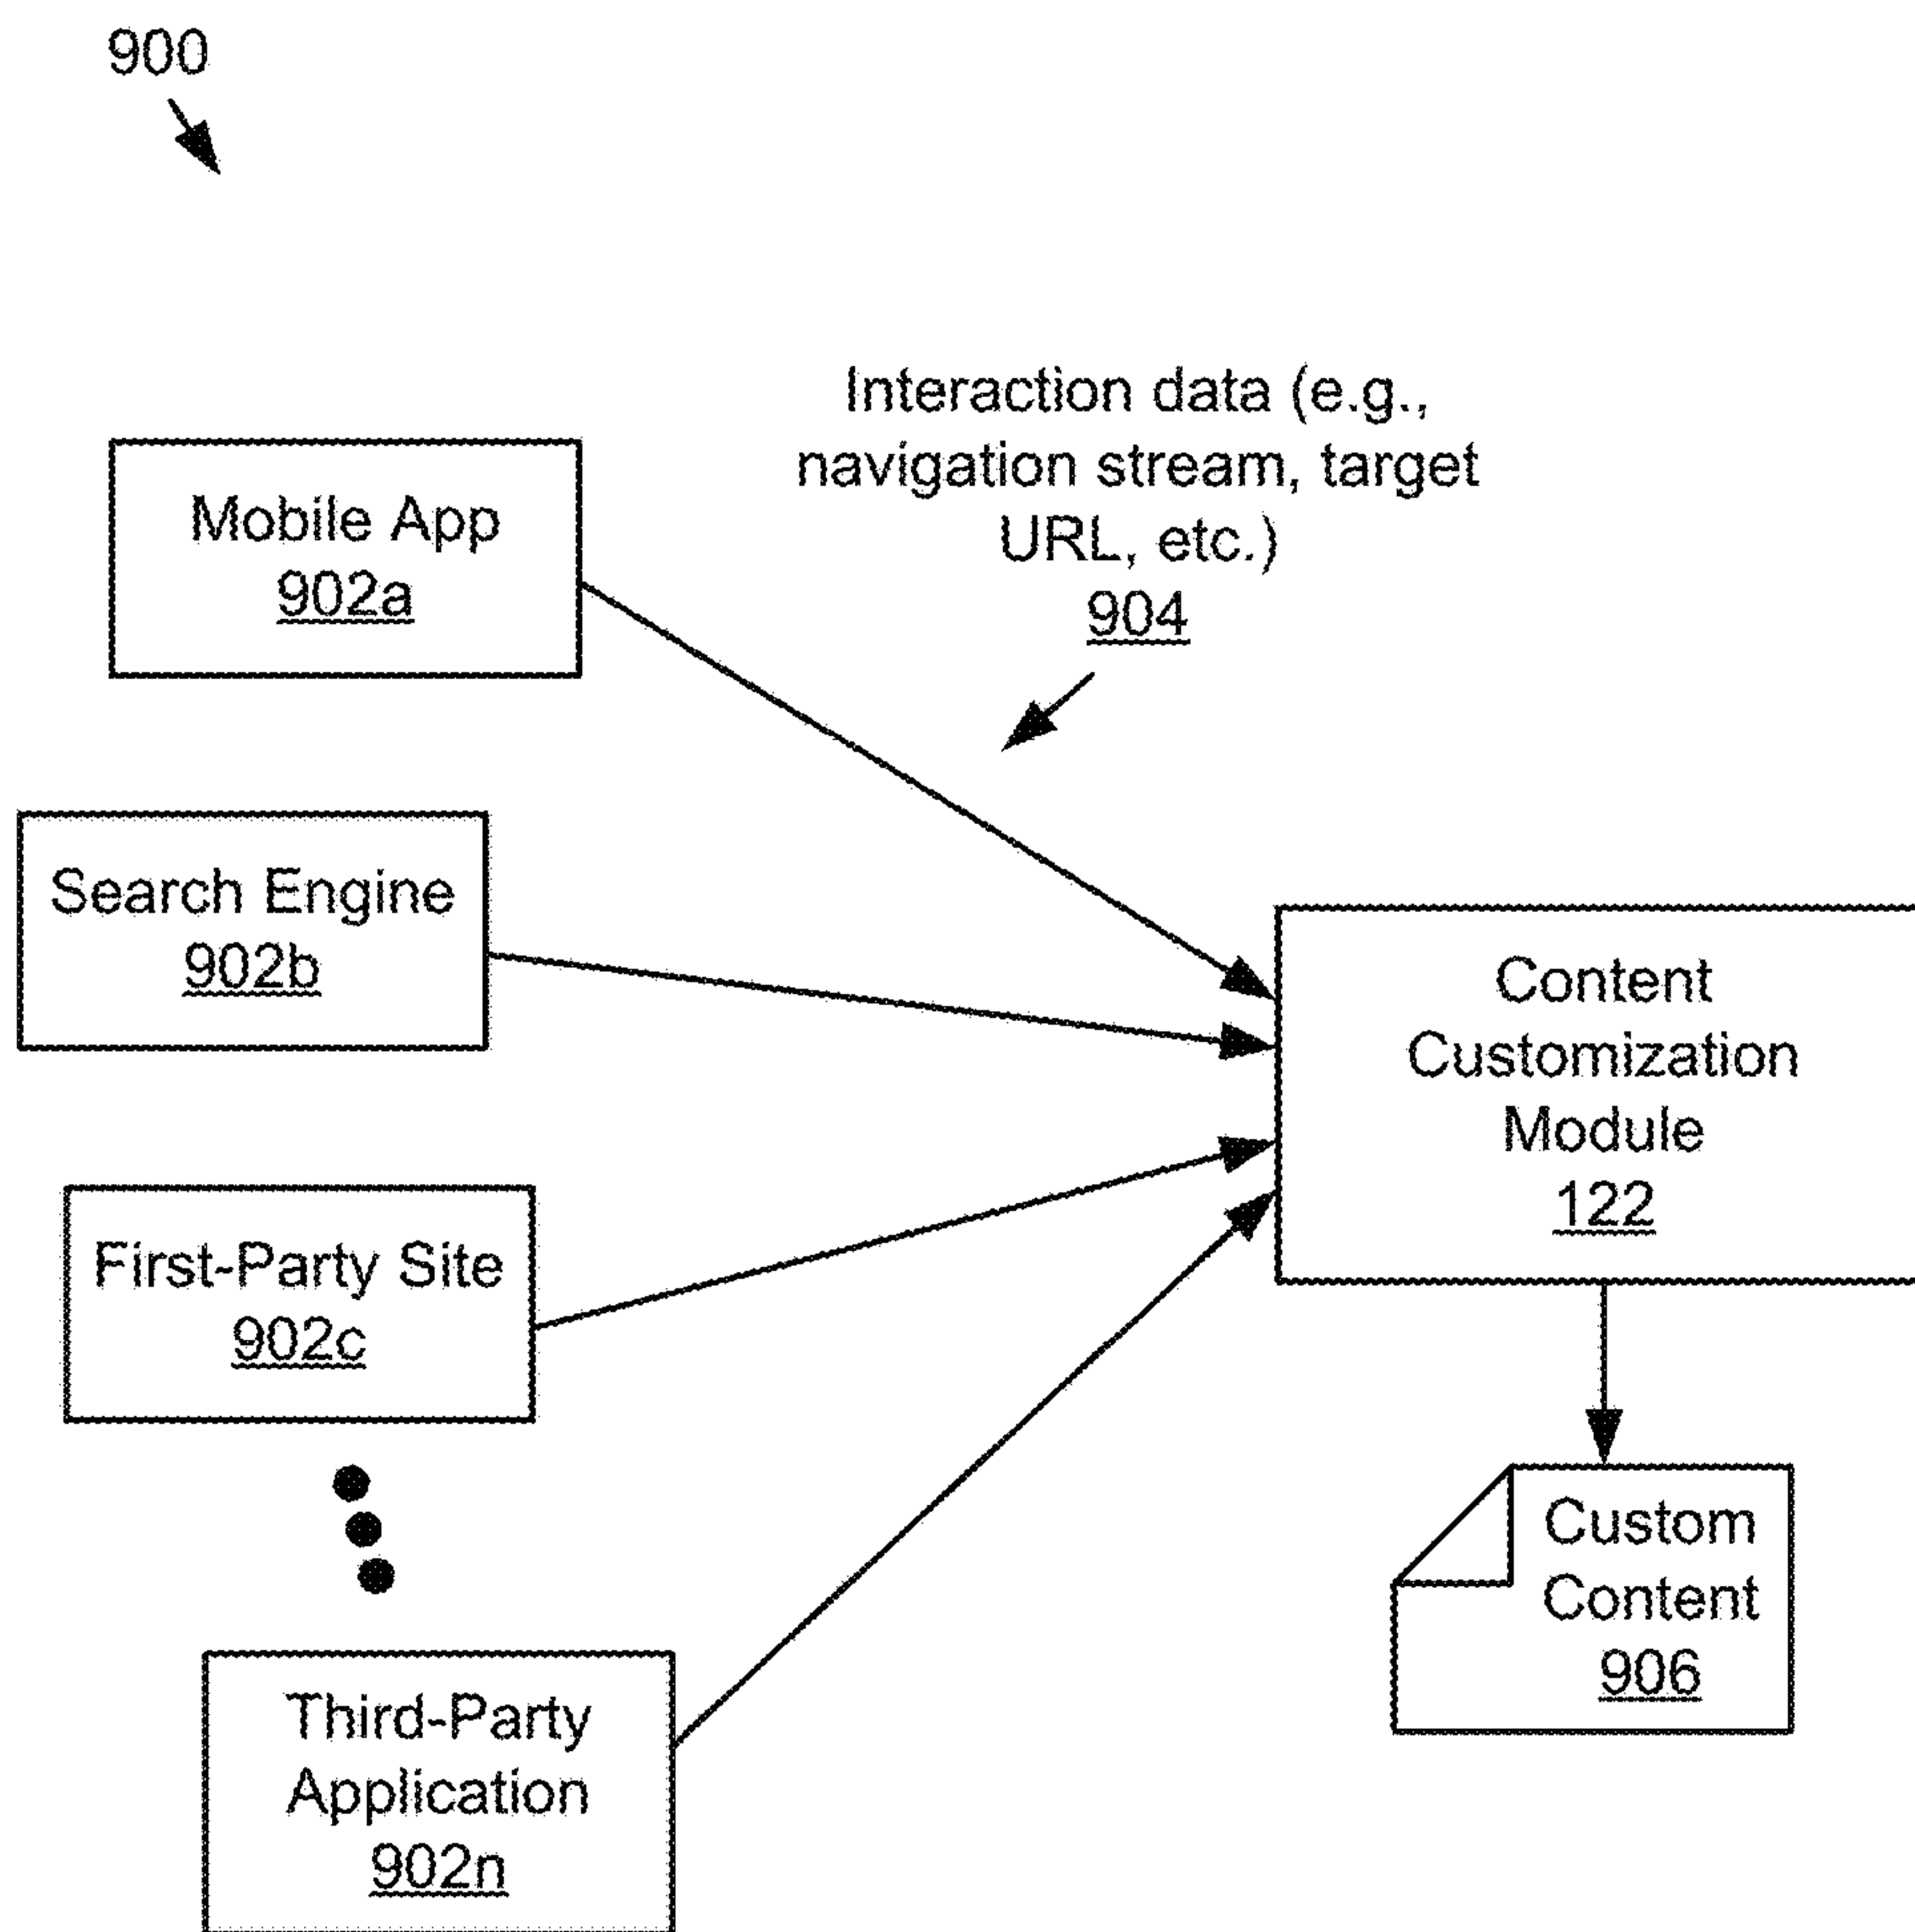 900
Interaction data (e.g.,
navigation stream, target
URL, etc.)
904
Mobile App
902a
Search Engine
902b
Content
Customization
Module
122
First-Party Site
902c
Custom
Content
906
Third-Party
Application
902n